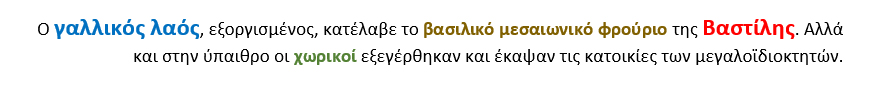 Ο γαλλικός λαός, εξοργισμένος, κατέλαβε το βασιλικό μεσαιωνικό φρούριο της Βαστίλης. Αλλά
και στην ύπαιθρο οι χωρικοί εξεγέρθηκαν και έκαψαν τις κατοικίες των μεγαλοϊδιοκτητών.